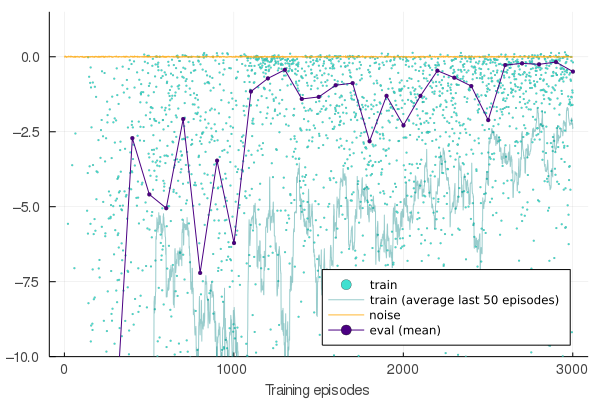 0.0
−2.5
−5.0
−7.5
−10.0
train
train (average last 50 episodes)
noise
eval (mean)
0 1000 2000 3000
Training episodes